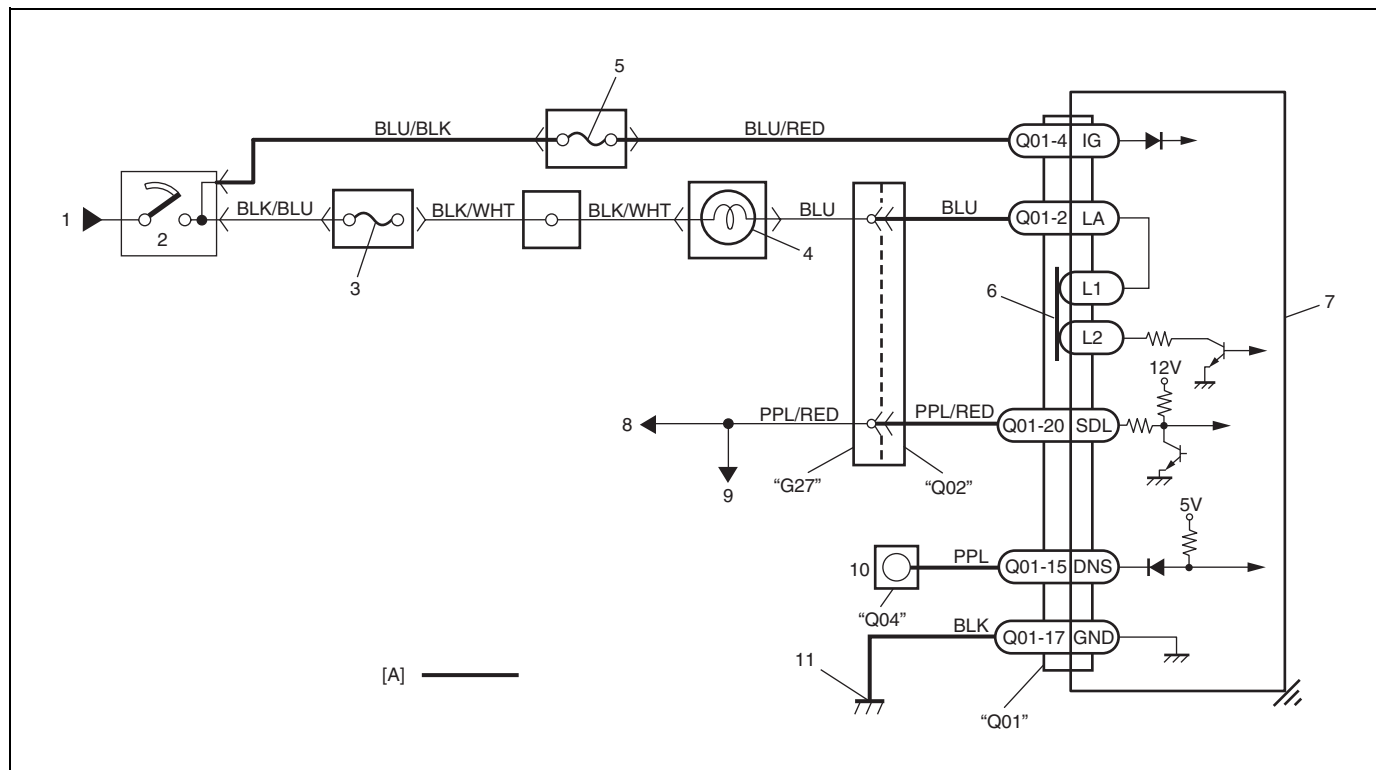 5
BLU/BLK
BLU/RED
Q01-4 IG
1
2
BLK/BLU
BLK/WHT
BLK/WHT
BLU
BLU
Q01-2 LA
3
4
6
L1
7
L2
12V
8
PPL/RED
PPL/RED
Q01-20 SDL
9
"G27"
"Q02"
5V
10
PPL
Q01-15 DNS
"Q04"
BLK
Q01-17 GND
11
[A]
"Q01"